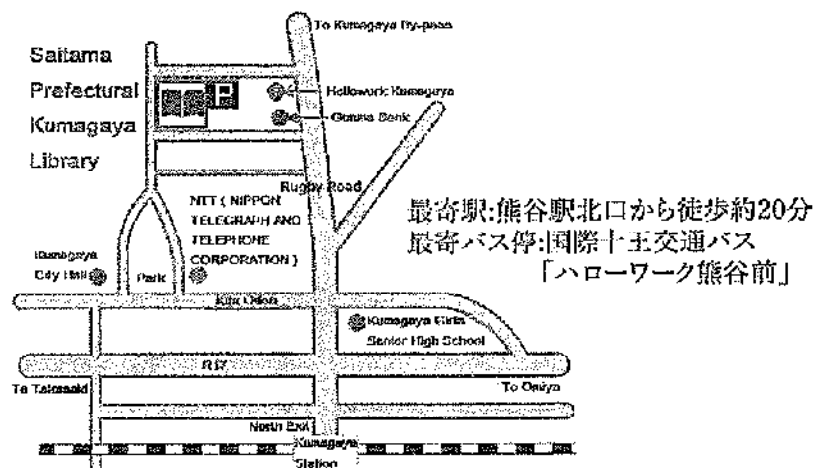 To Kumagaya By-pass
Saitama
Prefectural
Kumagaya
Library
P
Hellowork Kumagaya
Gunma Bank
Rugby Road
NTT ( NIPPON
TELEGRAPH AND
TELEPHONE
CORPORATION )
Kumagaya
City Hall
Park
最寄駅:熊谷駅北口から徒歩約20分
最寄バス停:国際十王交通バス
「ハローワーク熊谷前」
Kumagaya Girls
Senior High School
R17
To Takasaki
To Omiya
North Exit
Kumagaya
Station